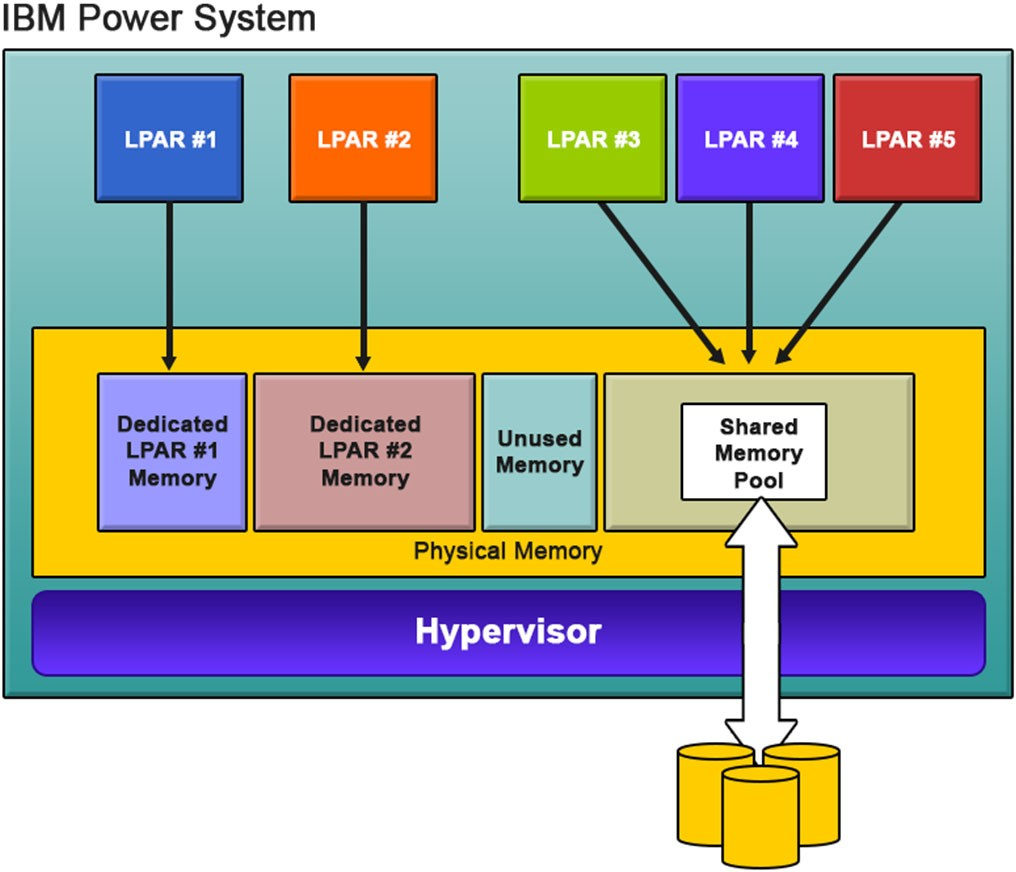 IBM Power System
LPAR #1
LPAR #2
LPAR #3
LPAR #4
LPAR #5
Dedicated
LPAR #1
Memory
Dedicated
LPAR #2
Memory
Unused
Memory
Shared
Memory
Pool
Physical Memory
Hypervisor